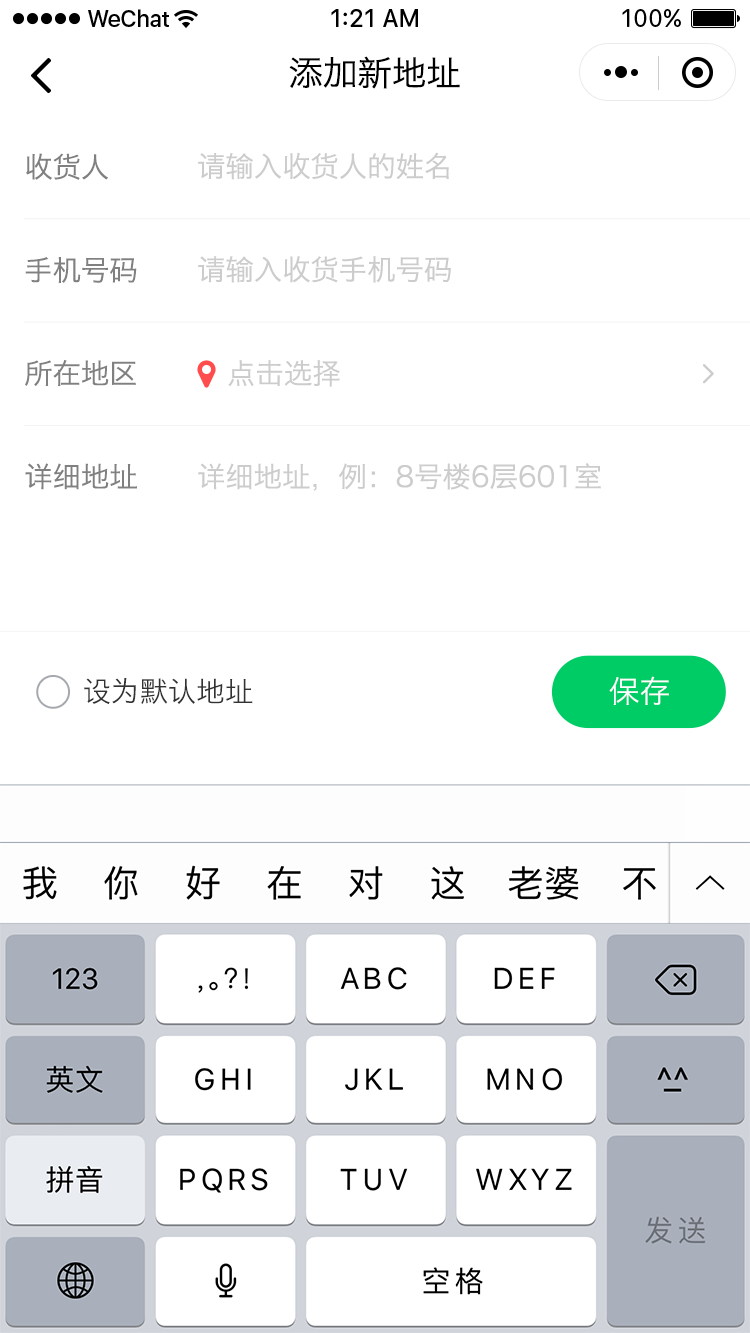 WeChat 1:21 AM 100%
添加新地址
收货人 请输入收货人的姓名
手机号码 请输入收货手机号码
所在地区 点击选择
详细地址 详细地址，例：8号楼6层601室
设为默认地址 保存
我 你 好 在 对 这 老婆 不
123 ,。?! ABC DEF
英文 GHI JKL MNO ^^
拼音 PQRS TUV WXYZ
发送
空格